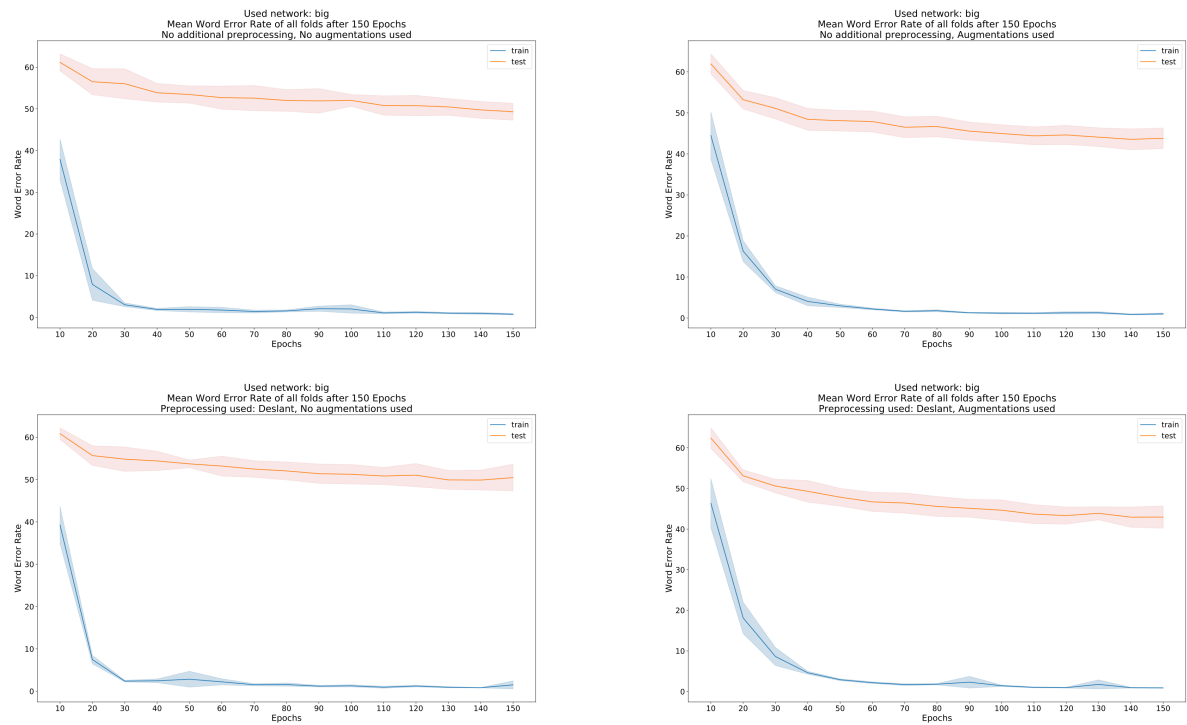 Used network: big
Mean Word Error Rate of all folds after 150 Epochs
No additional preprocessing, No augmentations used
train
test
60
50
40
30
20
10
0
Word Error Rate
10 20 30 40 50 60 70 80 90 100 110 120 130 140 150
Epochs
Used network: big
Mean Word Error Rate of all folds after 150 Epochs
No additional preprocessing, Augmentations used
train
test
60
50
40
30
20
10
0
Word Error Rate
10 20 30 40 50 60 70 80 90 100 110 120 130 140 150
Epochs
Used network: big
Mean Word Error Rate of all folds after 150 Epochs
Preprocessing used: Deslant, No augmentations used
train
test
60
50
40
30
20
10
0
Word Error Rate
10 20 30 40 50 60 70 80 90 100 110 120 130 140 150
Epochs
Used network: big
Mean Word Error Rate of all folds after 150 Epochs
Preprocessing used: Deslant, Augmentations used
train
test
60
50
40
30
20
10
0
Word Error Rate
10 20 30 40 50 60 70 80 90 100 110 120 130 140 150
Epochs